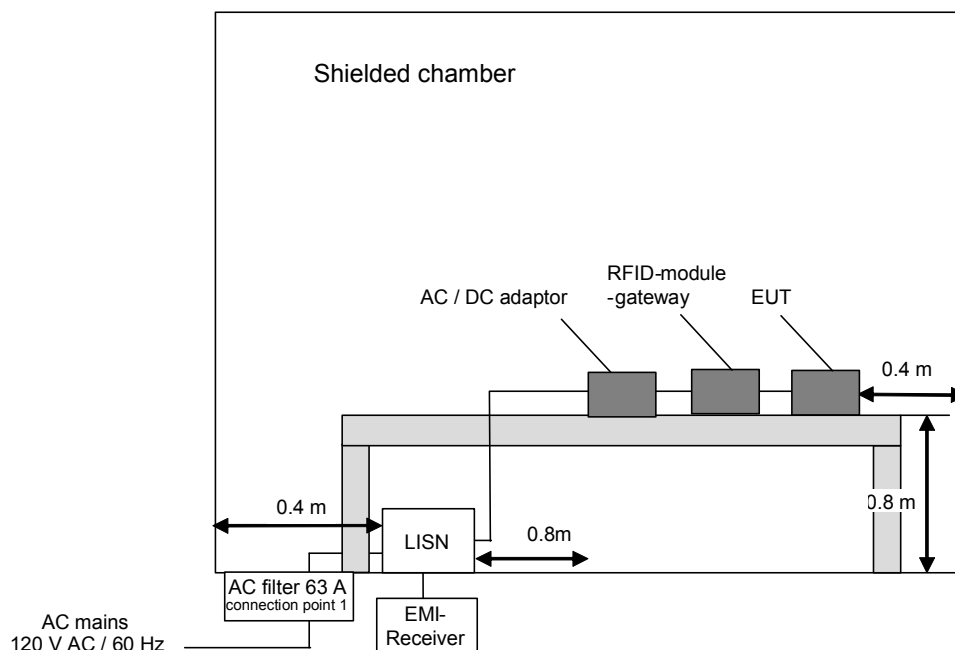 Shielded chamber
RFID-module
-gateway
AC / DC adaptor
EUT
0.4 m
0.8 m
0.4 m
LISN
0.8m
AC filter 63 A
connection point 1
EMI-
Receiver
AC mains
120 V AC / 60 Hz